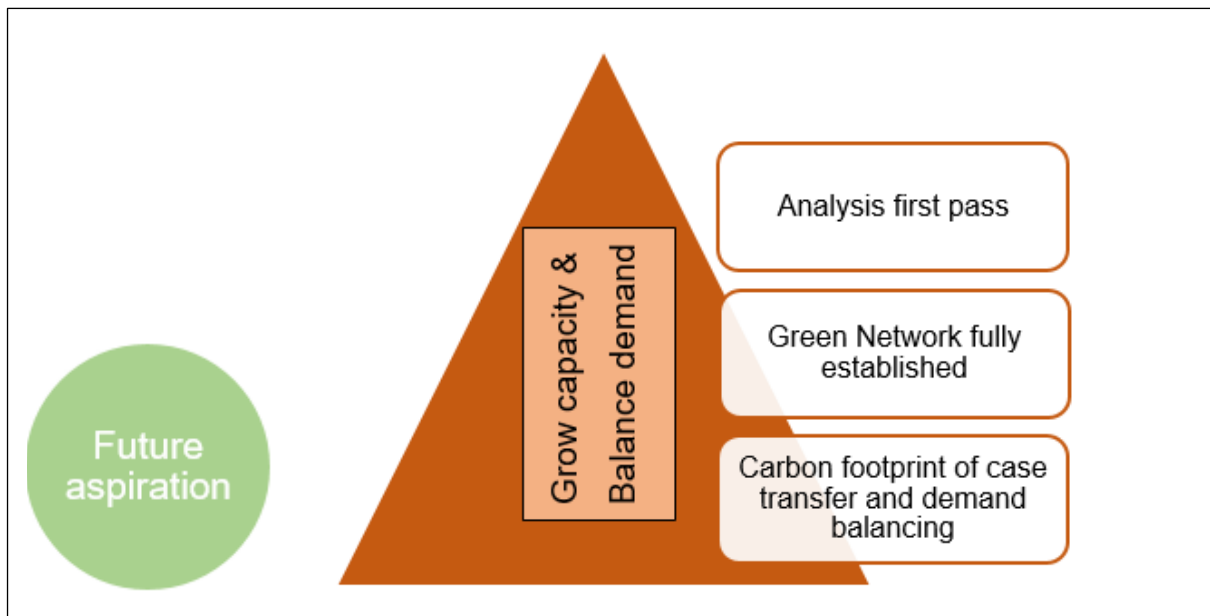 Future
aspiration
Grow capacity &
Balance demand
Analysis first pass
Green Network fully
established
Carbon footprint of case
transfer and demand
balancing